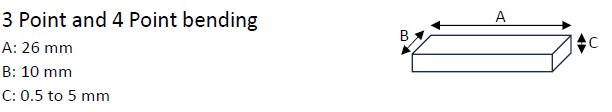 3 Point and 4 Point bending
A: 26 mm
B: 10 mm
C: 0.5 to 5 mm
A
B
C